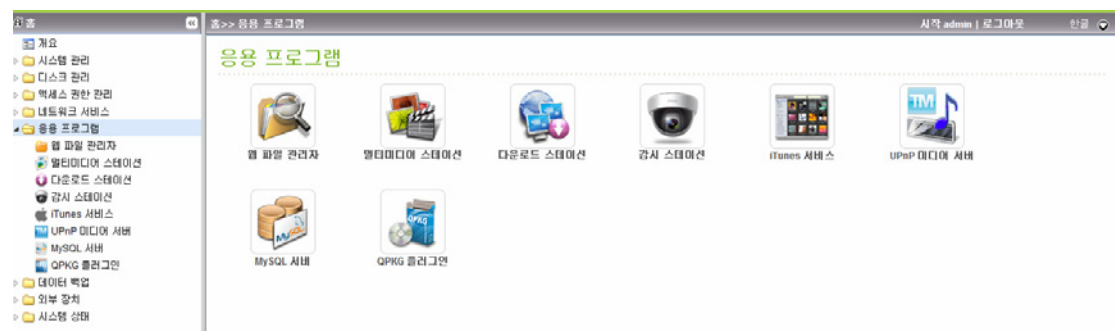 홈
홈>> 응용 프로그램
시작 admin | 로그아웃
한글
개요
시스템 관리
디스크 관리
액세스 권한 관리
네트워크 서비스
응용 프로그램
웹 파일 관리자
멀티미디어 스테이션
다운로드 스테이션
감시 스테이션
iTunes 서비스
UPnP 미디어 서버
MySQL 서버
QPKG 플러그인
데이터 백업
외부 장치
시스템 상태
응용 프로그램
웹 파일 관리자
멀티미디어 스테이션
다운로드 스테이션
감시 스테이션
iTunes 서비스
TM
UPnP 미디어 서버
MySQL
MySQL 서버
QPKG
QPKG 플러그인